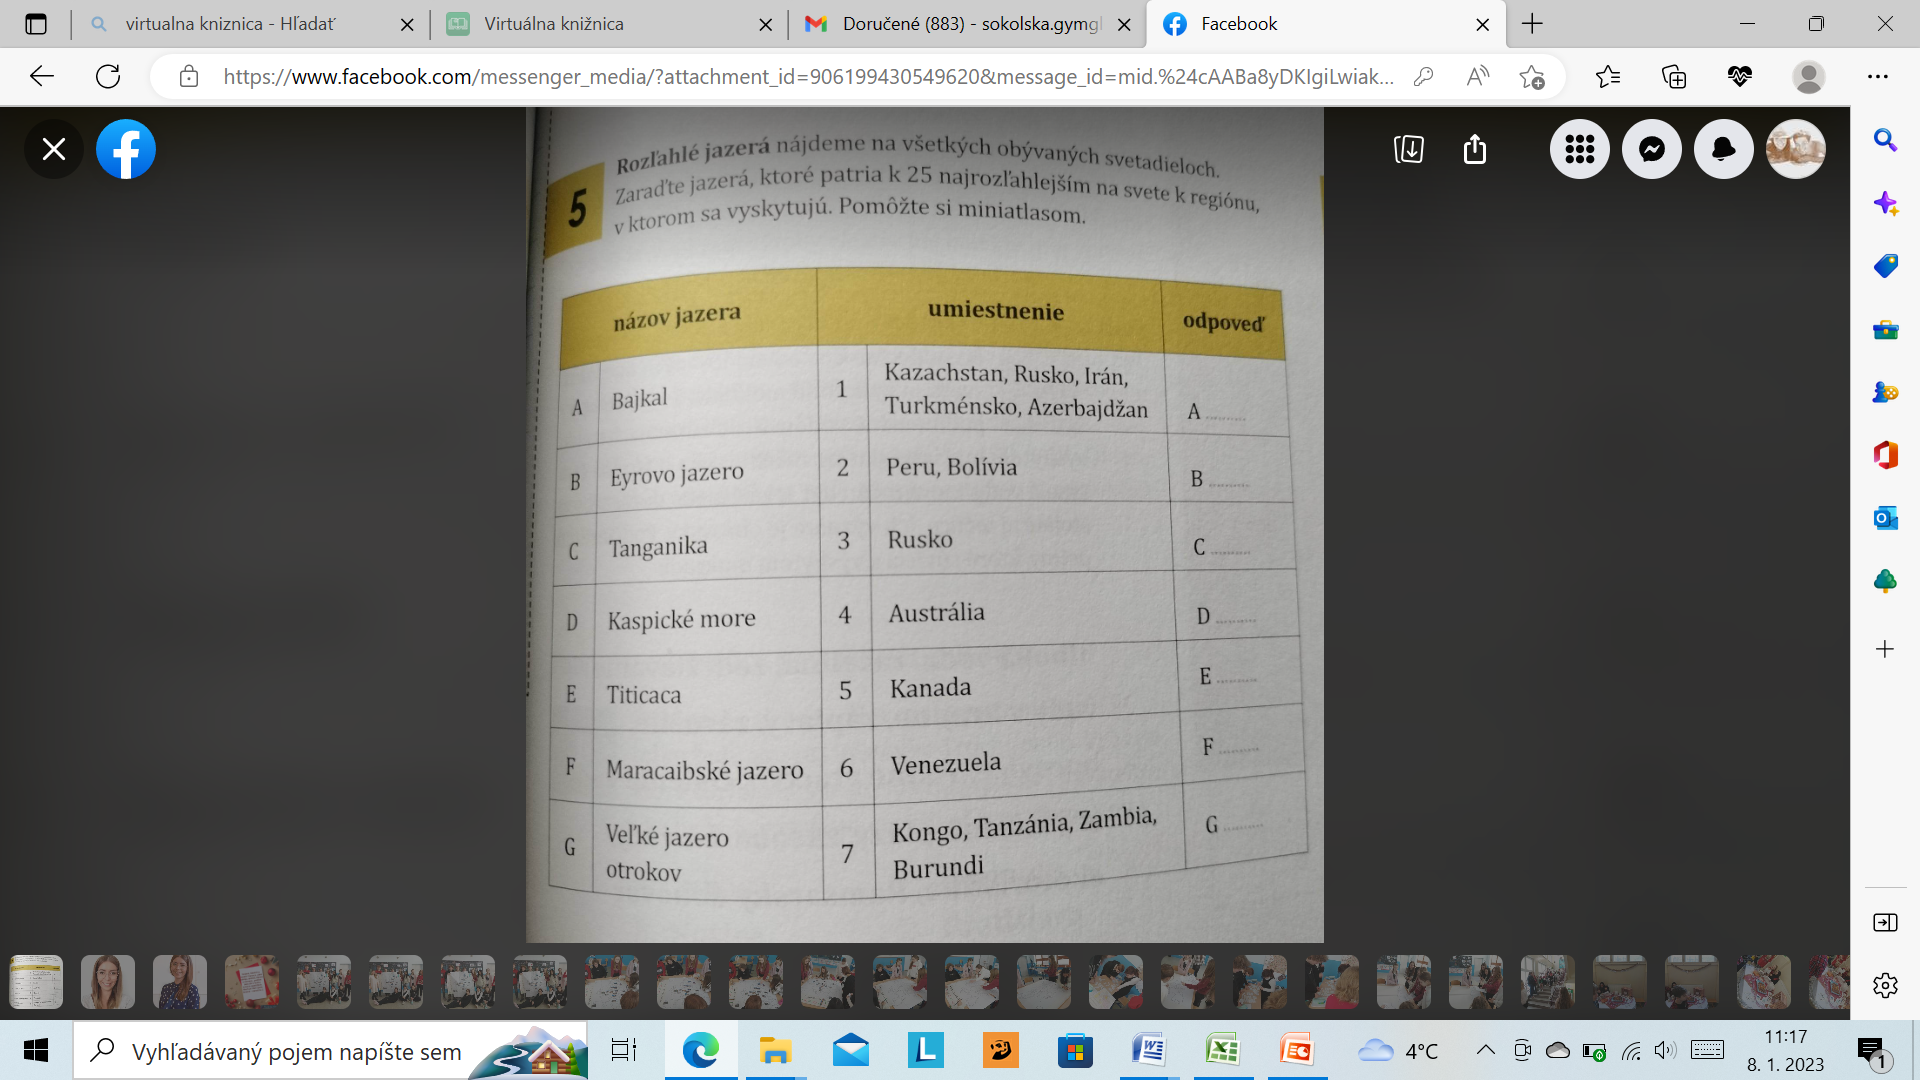 virtualna kniznica - Hľadať
Virtuálna knižnica
Doručené (883) - sokolska.gymgl
Facebook
https://www.facebook.com/messenger_media/?attachment_id=906199430549620&message_id=mid.%24cAABa8yDKIgiLwiak...
5
Rozľahlé jazerá nájdeme na všetkých obývaných svetadieloch.
Zaraďte jazerá, ktoré patria k 25 najrozľahlejším na svete k regiónu,
v ktorom sa vyskytujú. Pomôžte si miniatlasom.
názov jazera umiestnenie odpoveď
A Bajkal 1 Kazachstan, Rusko, Irán,
Turkménsko, Azerbajdžan A ..........
B Eyrovo jazero 2 Peru, Bolívia B ..........
C Tanganika 3 Rusko C ..........
D Kaspické more 4 Austrália D ..........
E Titicaca 5 Kanada E ..........
F Maracaibské jazero 6 Venezuela F ..........
G Veľké jazero
otrokov 7 Kongo, Tanzánia, Zambia,
Burundi G ..........
Vyhľadávaný pojem napíšte sem
4°C
11:17
8. 1. 2023
1